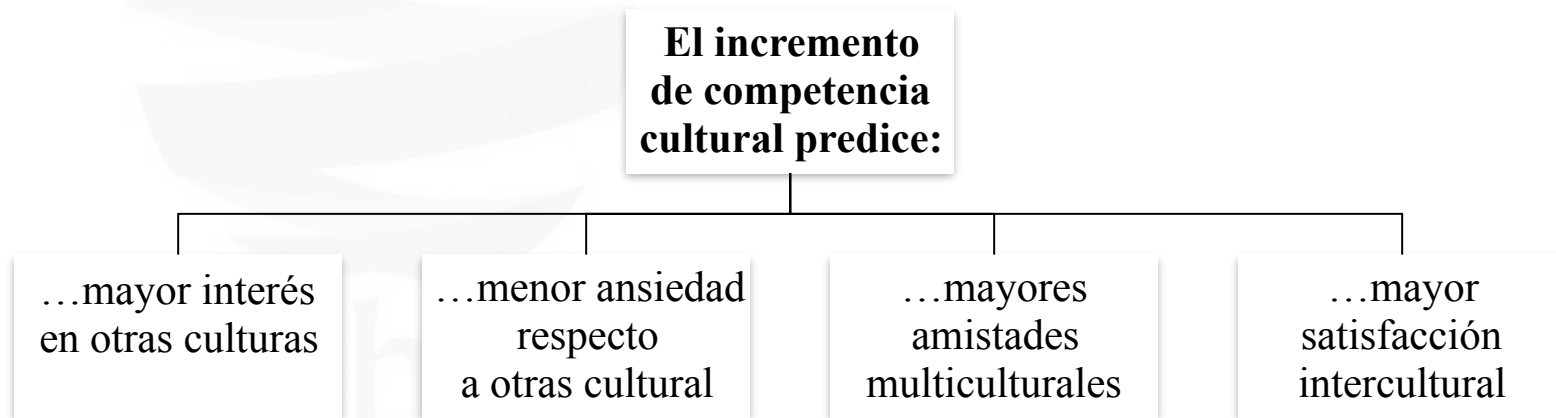 El incremento
de competencia
cultural predice:
…mayor interés
en otras culturas
…menor ansiedad
respecto
a otras cultural
…mayores
amistades
multiculturales
…mayor
satisfacción
intercultural